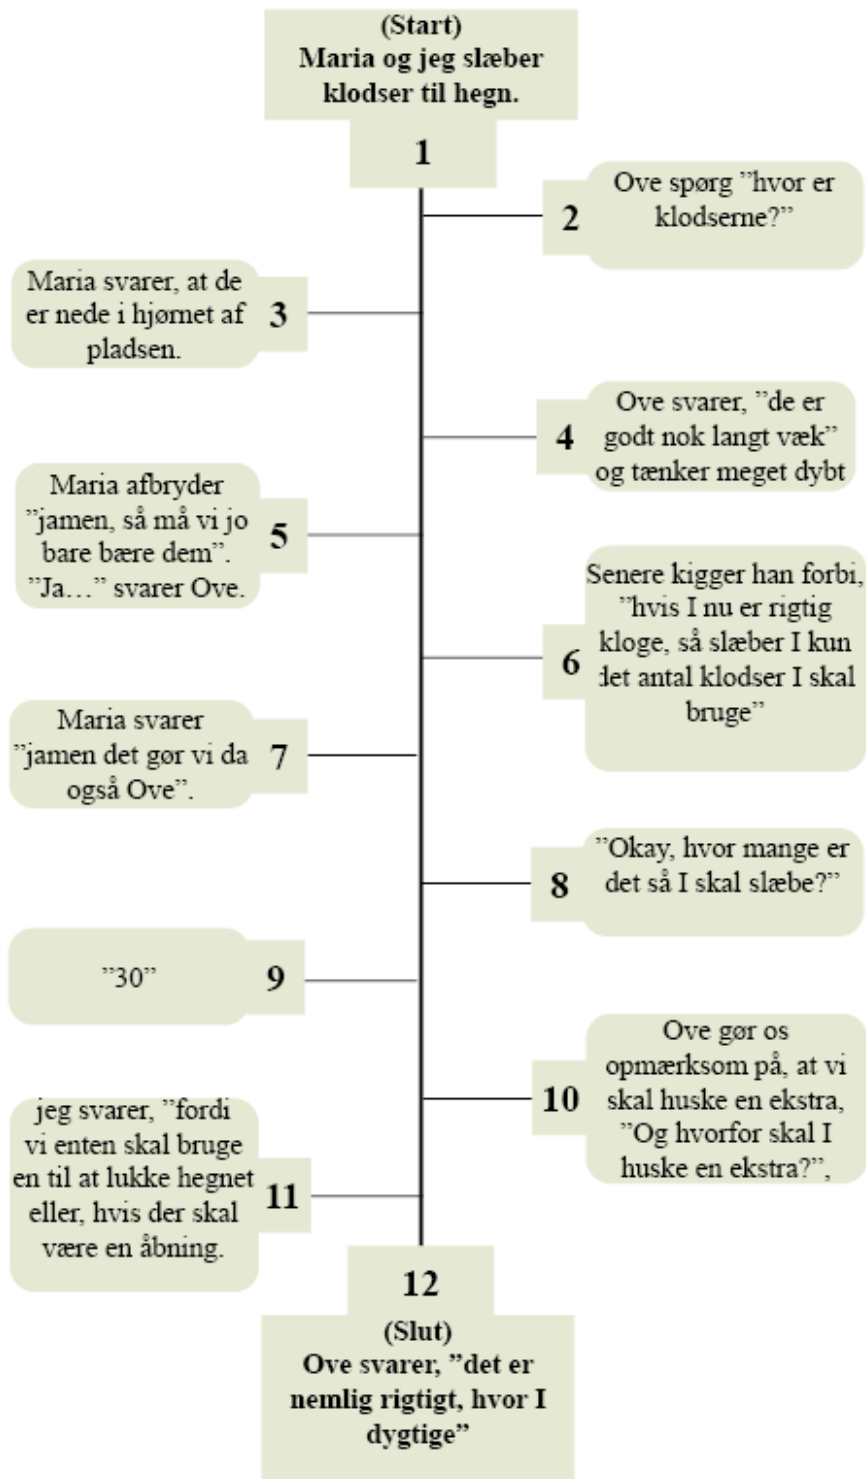 (Start)
Maria og jeg slæber
klodser til hegn.
1
2
Ove spørg ”hvor er
klodserne?”
Maria svarer, at de
er nede i hjørnet af
pladsen.
3
4
Ove svarer, ”de er
godt nok langt væk”
og tænker meget dybt
Maria afbryder
”jamen, så må vi jo
bare bære dem”.
”Ja…” svarer Ove.
5
6
Senere kigger han forbi,
”hvis I nu er rigtig
kloge, så slæber I kun
det antal klodser I skal
bruge”
Maria svarer
”jamen det gør vi da
også Ove”.
7
8
”Okay, hvor mange er
det så I skal slæbe?”
”30”
9
10
Ove gør os
opmærksom på, at vi
skal huske en ekstra,
”Og hvorfor skal I
huske en ekstra?”,
jeg svarer, ”fordi
vi enten skal bruge
en til at lukke hegnet
eller, hvis der skal
være en åbning.
11
12
(Slut)
Ove svarer, ”det er
nemlig rigtigt, hvor I
dygtige”